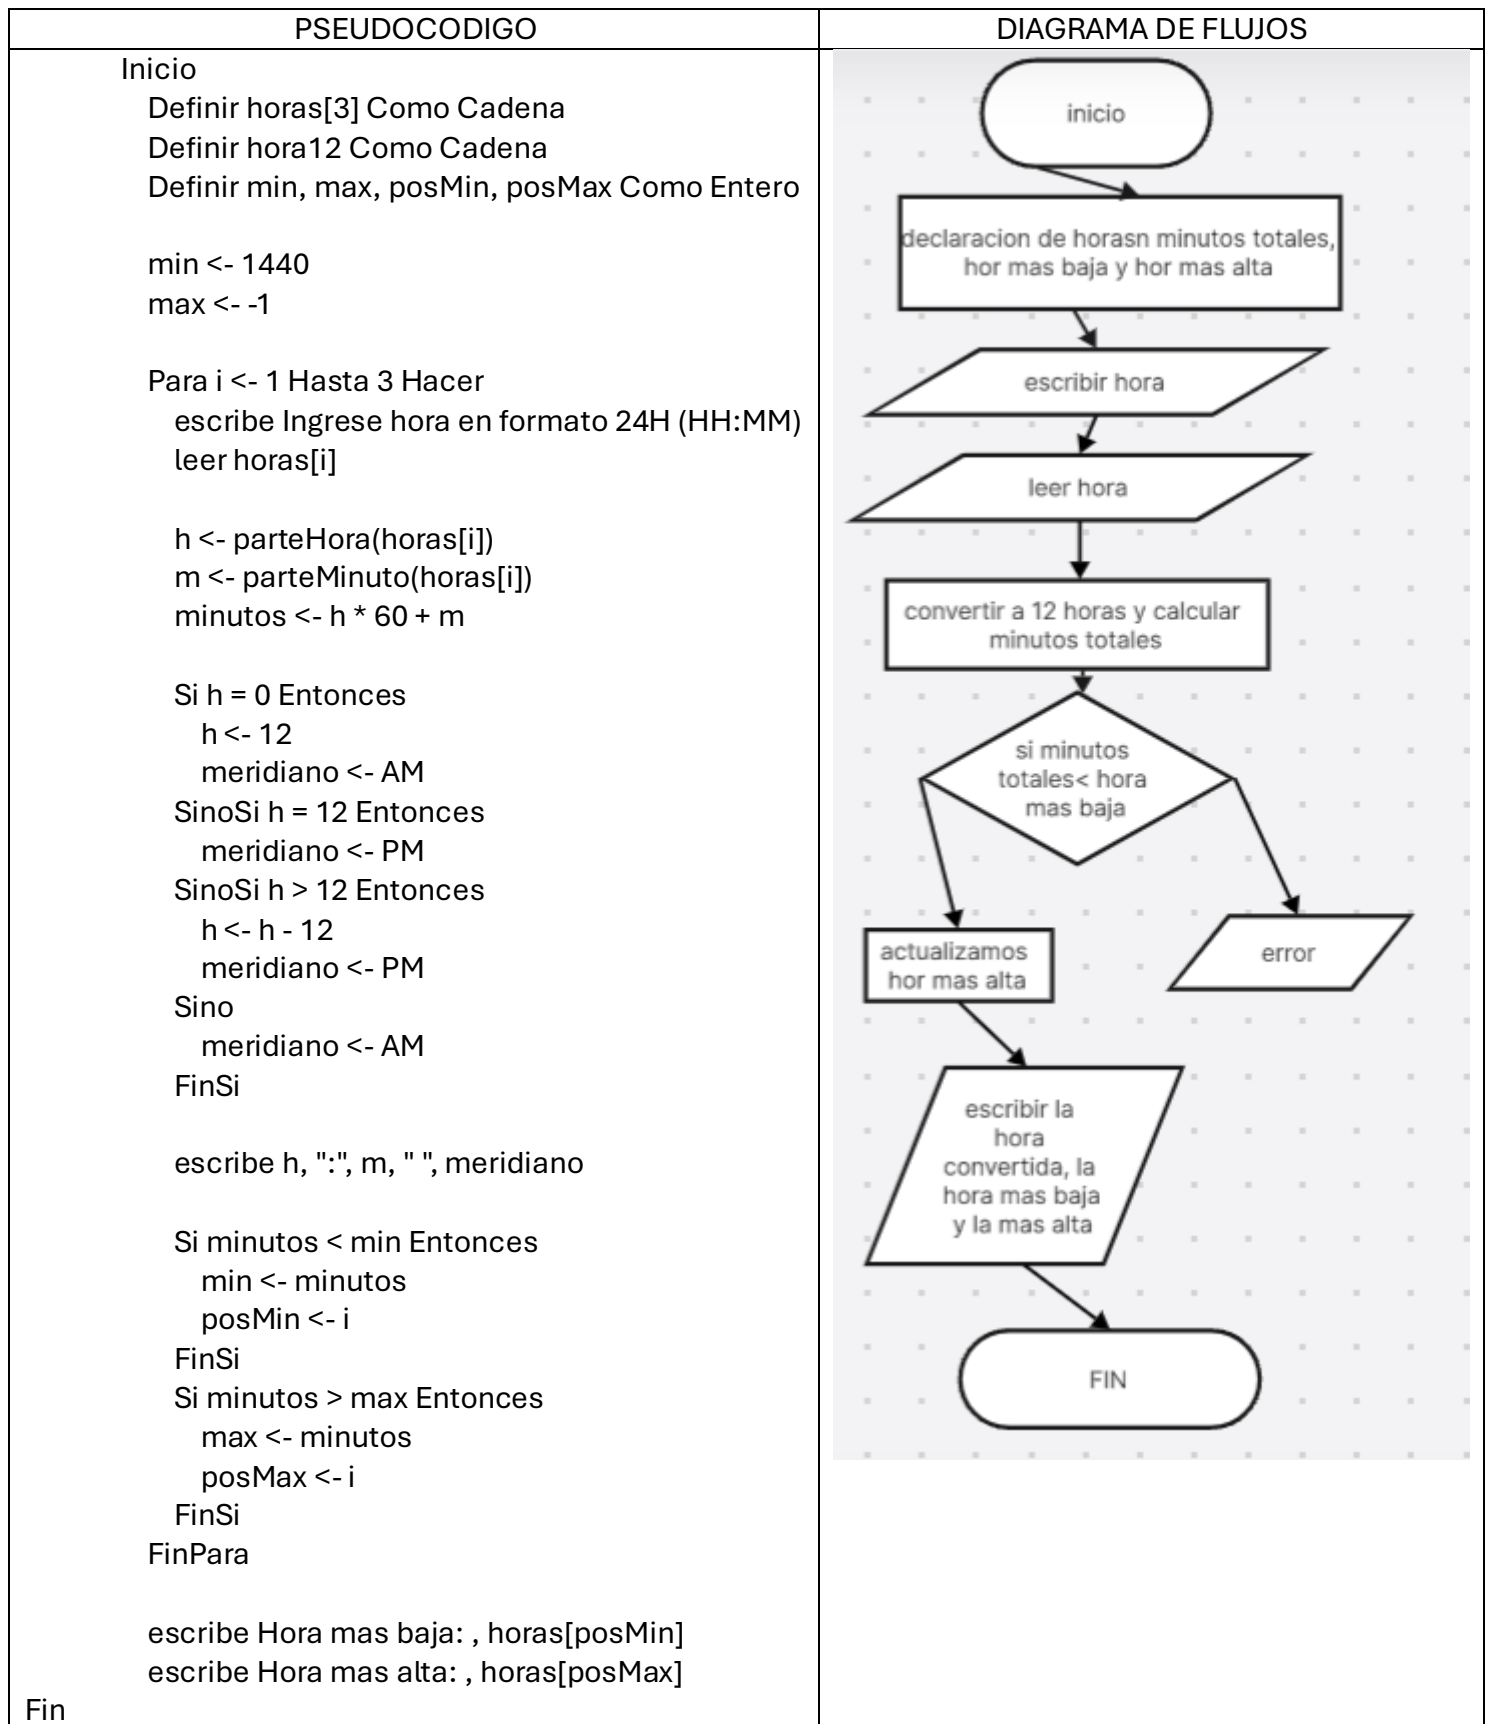 PSEUDOCODIGO
Inicio
Definir horas[3] Como Cadena
Definir hora12 Como Cadena
Definir min, max, posMin, posMax Como Entero
min <- 1440
max <- -1
Para i <- 1 Hasta 3 Hacer
escribe Ingrese hora en formato 24H (HH:MM)
leer horas[i]
h <- parteHora(horas[i])
m <- parteMinuto(horas[i])
minutos <- h * 60 + m
Si h = 0 Entonces
h <- 12
meridiano <- AM
SinoSi h = 12 Entonces
meridiano <- PM
SinoSi h > 12 Entonces
h <- h - 12
meridiano <- PM
Sino
meridiano <- AM
FinSi
escribe h, ":", m, " ", meridiano
Si minutos < min Entonces
min <- minutos
posMin <- i
FinSi
Si minutos > max Entonces
max <- minutos
posMax <- i
FinSi
FinPara
escribe Hora mas baja: , horas[posMin]
escribe Hora mas alta: , horas[posMax]
Fin
DIAGRAMA DE FLUJOS
inicio
declaracion de horasn minutos totales,
hor mas baja y hor mas alta
escribir hora
leer hora
convertir a 12 horas y calcular
minutos totales
si minutos
totales< hora
mas baja
actualizamos
hor mas alta
error
escribir la
hora
convertida, la
hora mas baja
y la mas alta
FIN